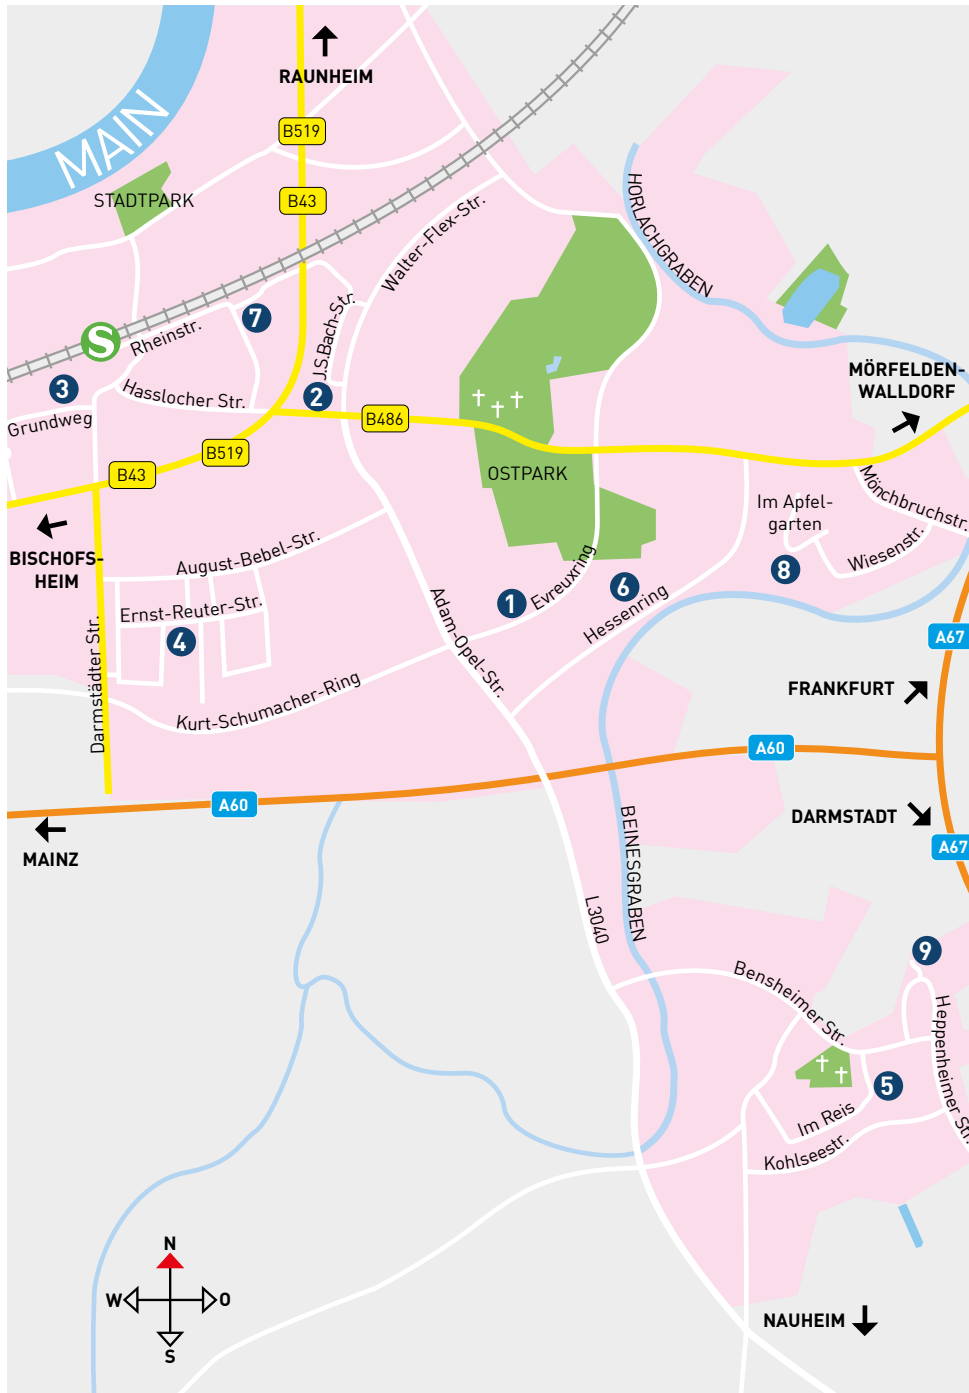 RAUNHEIM
MAIN
B519
STADTPARK
B43
HORLACHGRABEN
Walter-Flex-Str.
J.S.Bach-Str.
7
Rheinstr.
S
3
Hasslocher Str.
2
Grundweg
B486
MÖRFELDEN-
WALLDORF
B519
B43
OSTPARK
Mönchbruchstr.
Im Apfel-
garten
BISCHOFS-
HEIM
August-Bebel-Str.
Wiesenstr.
8
Ernst-Reuter-Str.
4
1
Evreuxring
6
Hessenring
Adam-Opel-Str.
A67
Darmstädter Str.
Kurt-Schumacher-Ring
FRANKFURT
A60
A60
DARMSTADT
A67
MAINZ
BEINESGRABEN
L3040
9
Bensheimer Str.
Heppenheimer Str.
5
Im Reis
Kohlseestr.
N
W
O
S
NAUHEIM